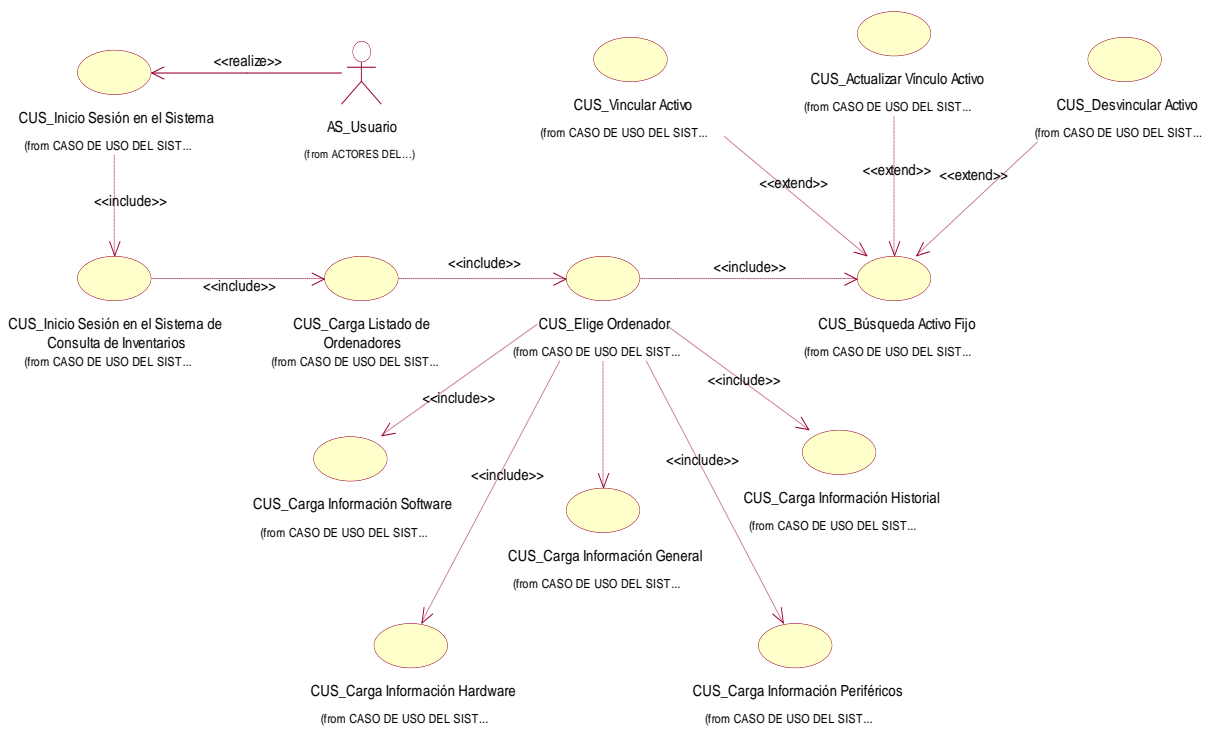 <<realize>>
CUS_Inicio Sesión en el Sistema
(from CASO DE USO DEL SIST...
AS_Usuario
(from ACTORES DEL...)
CUS_Vincular Activo
(from CASO DE USO DEL SIST...
CUS_Actualizar Vínculo Activo
(from CASO DE USO DEL SIST...
CUS_Desvincular Activo
(from CASO DE USO DEL SIST...
<<include>>
<<extend>>
<<extend>>
<<extend>>
<<include>>
<<include>>
<<include>>
CUS_Inicio Sesión en el Sistema de
Consulta de Inventarios
(from CASO DE USO DEL SIST...
CUS_Carga Listado de
Ordenadores
(from CASO DE USO DEL SIST...
CUS_Elige Ordenador
(from CASO DE USO DEL SIST...
CUS_Búsqueda Activo Fijo
(from CASO DE USO DEL SIST...
<<include>>
<<include>>
<<include>>
<<include>>
CUS_Carga Información Software
(from CASO DE USO DEL SIST...
CUS_Carga Información Historial
(from CASO DE USO DEL SIST...
CUS_Carga Información General
(from CASO DE USO DEL SIST...
CUS_Carga Información Hardware
(from CASO DE USO DEL SIST...
CUS_Carga Información Periféricos
(from CASO DE USO DEL SIST...